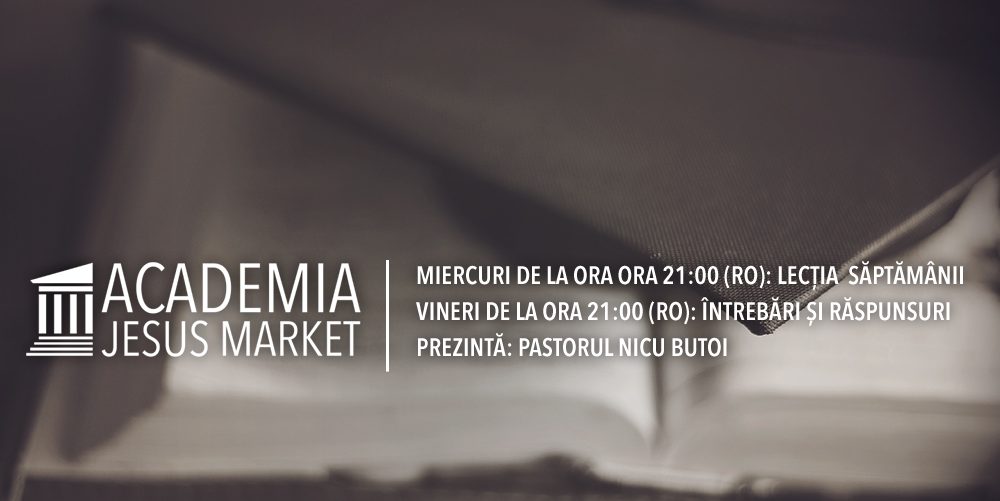 ACADEMIA
JESUS MARKET
MIERCURI DE LA ORA ORA 21:00 (RO): LECȚIA SĂPTĂMÂNII
VINERI DE LA ORA 21:00 (RO): ÎNTREBĂRI ȘI RĂSPUNSURI
PREZINTĂ: PASTORUL NICU BUTOI